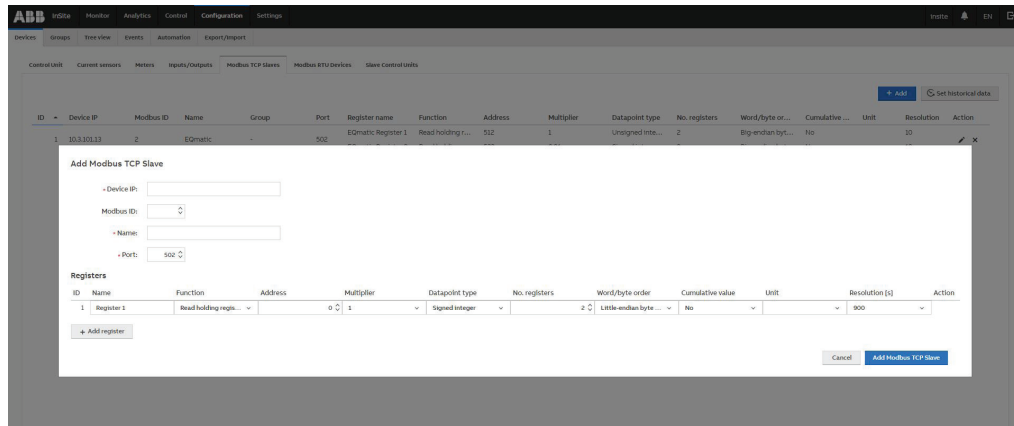 ABB InSite Monitor Analytics Control Configuration Settings insite EN
Devices Groups Tree view Events Automation Export/Import
Control Unit Current sensors Meters Inputs/Outputs Modbus TCP Slaves Modbus RTU Devices Slave Control Units
+ Add Set historical data
ID Device IP Modbus ID Name Group Port Register name Function Address Multiplier Datapoint type No. registers Word/byte or... Cumulative ... Unit Resolution Action
1 10.3.101.13 2 EQmatic - 502 EQmatic Register 1 Read holding r... 512 1 Unsigned inte... 2 Big-endian byt... No 10
Add Modbus TCP Slave
* Device IP:
Modbus ID:
* Name:
* Port: 502
Registers
ID Name Function Address Multiplier Datapoint type No. registers Word/byte order Cumulative value Unit Resolution [s] Action
1 Register 1 Read holding regis... 0 1 Signed integer 2 Little-endian byte ... No 900
+ Add register
Cancel Add Modbus TCP Slave